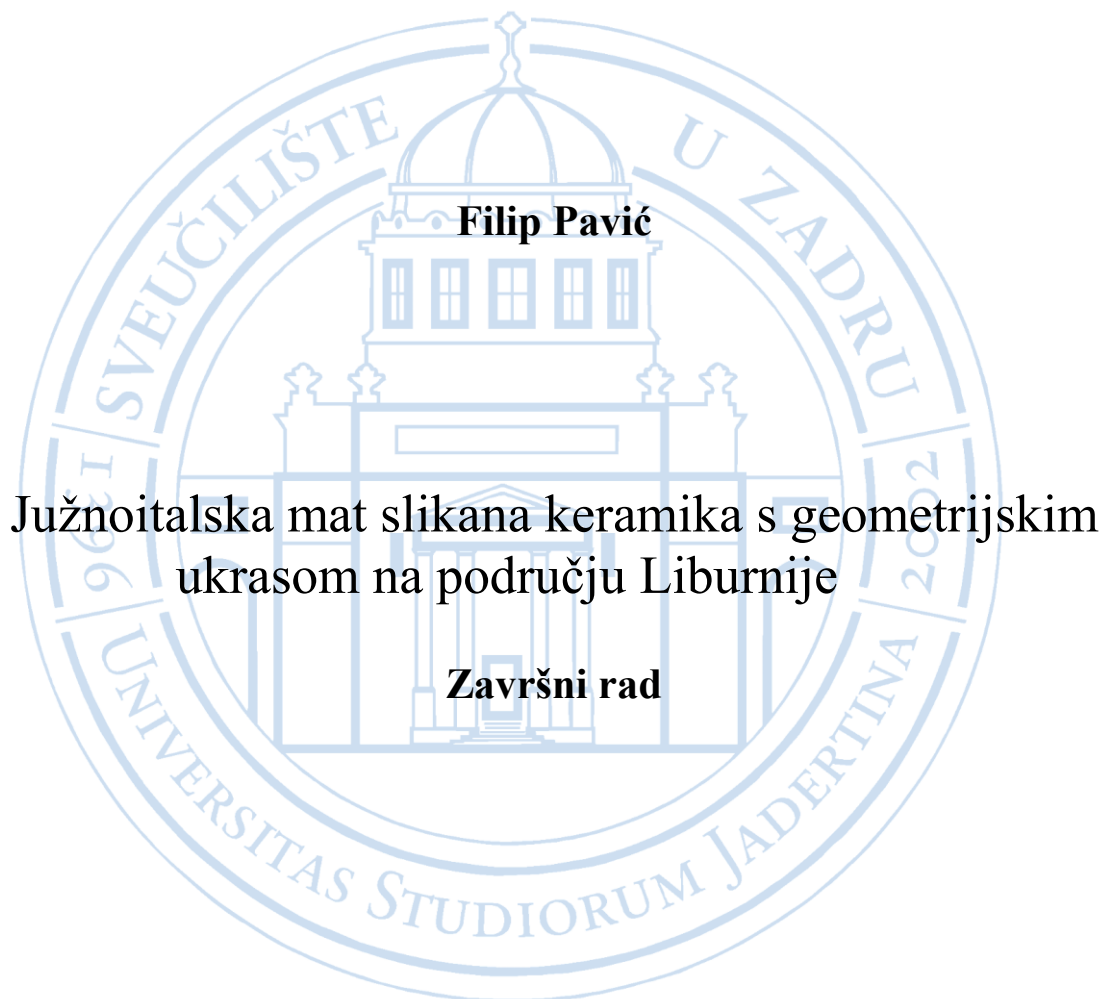 Filip Pavić
Južnoitalska mat slikana keramika s geometrijskim
ukrasom na području Liburnije
Završni rad
SVEUČILIŠTE U ZADRU
1396
2002
UNIVERSITAS STUDIORUM JADERTINA